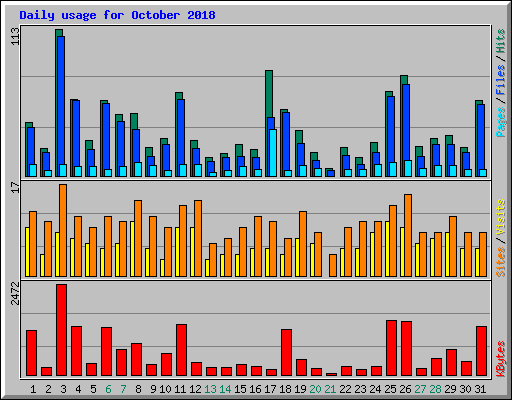 Daily usage for October 2018
113
Pages / Files / Hits
17
Sites / Visits
2472
KBytes
1 2 3 4 5 6 7 8 9 10 11 12 13 14 15 16 17 18 19 20 21 22 23 24 25 26 27 28 29 30 31